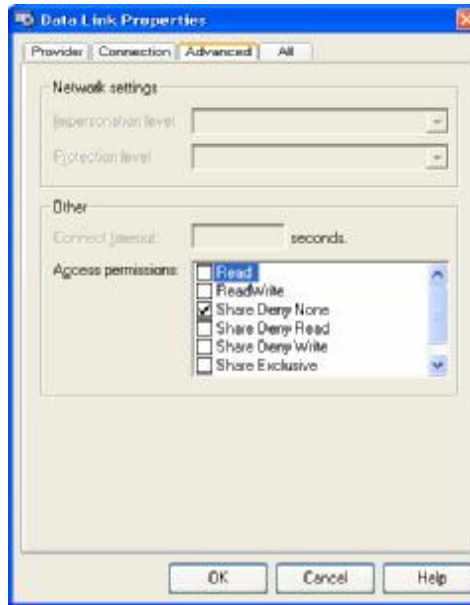 Data Link Properties
Provider Connection Advanced All
Network settings
Impersonation level:
Protection level:
Other
Connect timeout: seconds.
Access permissions:
Read
ReadWrite
Share Deny None
Share Deny Read
Share Deny Write
Share Exclusive
OK Cancel Help